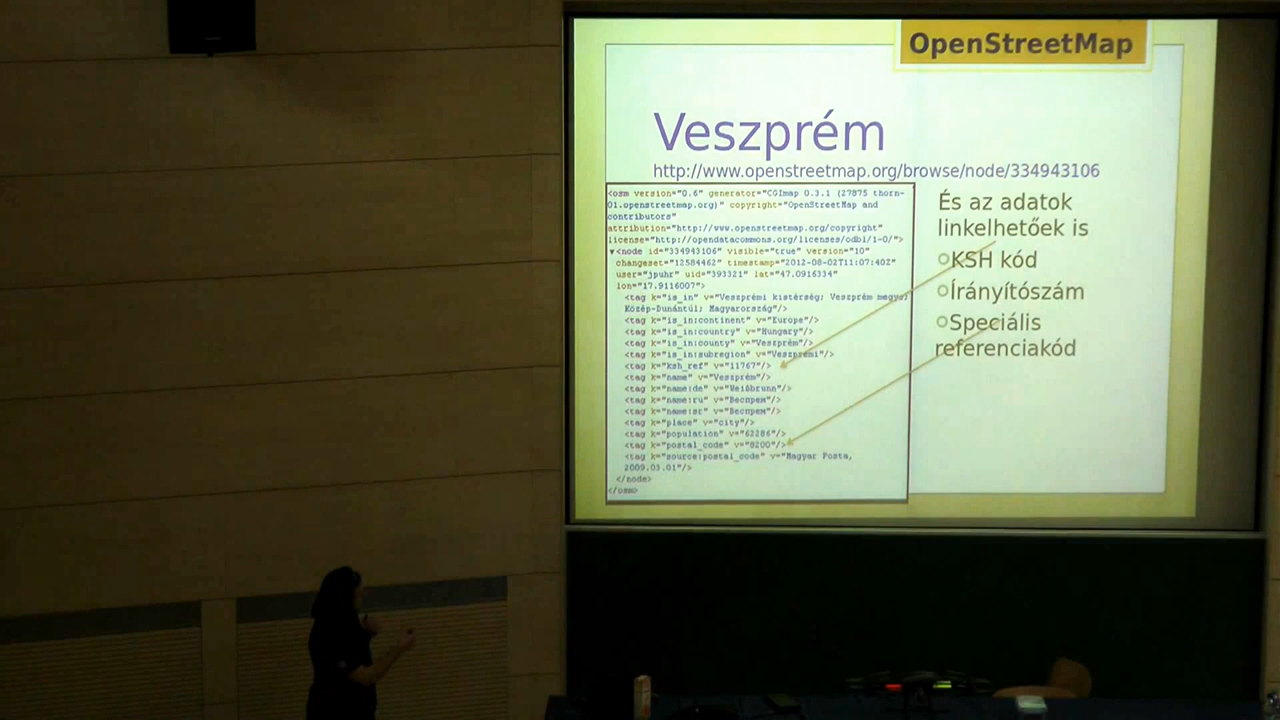 OpenStreetMap
Veszprém
http://www.openstreetmap.org/browse/node/334943106
<osm version="0.6" generator="CGImap 0.3.1 (27875 thorn-
01.openstreetmap.org)" copyright="OpenStreetMap and
contributors"
attribution="http://www.openstreetmap.org/copyright"
license="http://opendatacommons.org/licenses/odbl/1-0/">
▼<node id="334943106" visible="true" version="10"
changeset="12584462" timestamp="2012-08-02T11:07:40Z"
user="jpuhr" uid="393321" lat="47.0916334"
lon="17.9116007">
<tag k="is_in" v="Veszprémi kistérség; Veszprém megye;
Közép-Dunántúl; Magyarország"/>
<tag k="is_in:continent" v="Europe"/>
<tag k="is_in:country" v="Hungary"/>
<tag k="is_in:county" v="Veszprém"/>
<tag k="is_in:subregion" v="Veszprémi"/>
<tag k="ksh_ref" v="11767"/>
<tag k="name" v="Veszprém"/>
<tag k="name:de" v="Weißbrunn"/>
<tag k="name:ru" v="Веспрем"/>
<tag k="name:sr" v="Веспрем"/>
<tag k="place" v="city"/>
<tag k="population" v="62286"/>
<tag k="postal_code" v="8200"/>
<tag k="source:postal_code" v="Magyar Posta,
2009.03.01"/>
</node>
</osm>
És az adatok
linkelhetőek is
KSH kód
Írányítószám
Speciális
referenciakód